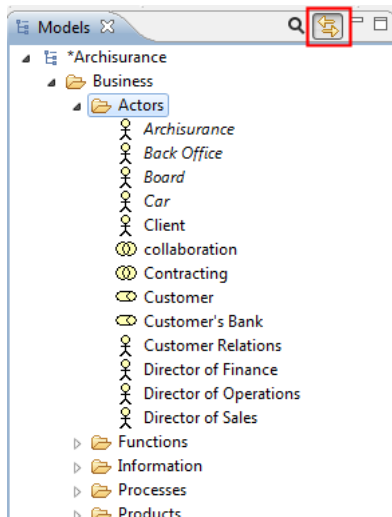 Models
*Archisurance
Business
Actors
Archisurance
Back Office
Board
Car
Client
collaboration
Contracting
Customer
Customer's Bank
Customer Relations
Director of Finance
Director of Operations
Director of Sales
Functions
Information
Processes
Products